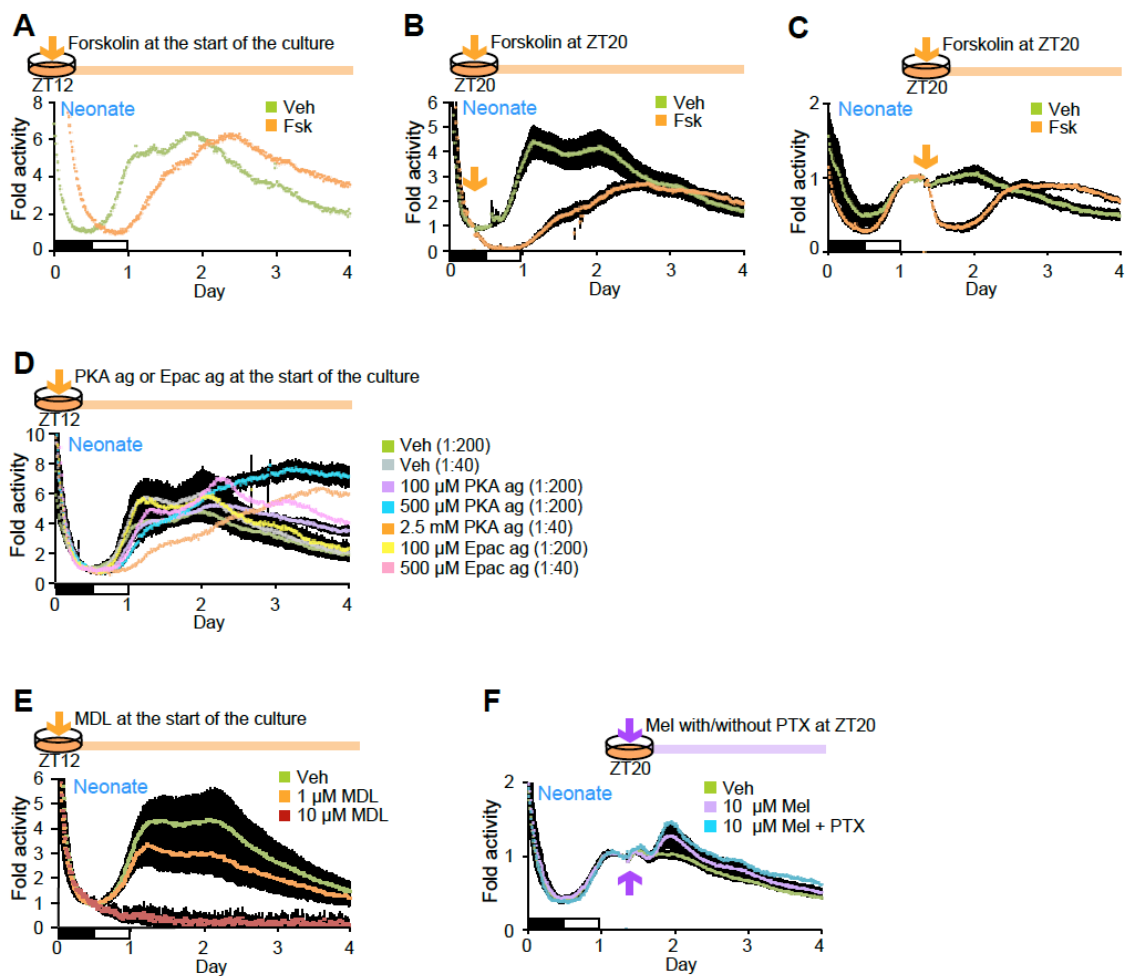 A
Forskolin at the start of the culture
ZT12
Neonate
Veh
Fsk
Fold activity
8
6
4
2
0
0 1 2 3 4
Day
B
Forskolin at ZT20
ZT20
Neonate
Veh
Fsk
Fold activity
6
5
4
3
2
1
0
0 1 2 3 4
Day
C
Forskolin at ZT20
ZT20
Neonate
Veh
Fsk
Fold activity
2
1
0
0 1 2 3 4
Day
D
PKA ag or Epac ag at the start of the culture
ZT12
Neonate
Fold activity
10
8
6
4
2
0
0 1 2 3 4
Day
Veh (1:200)
Veh (1:40)
100 µM PKA ag (1:200)
500 µM PKA ag (1:200)
2.5 mM PKA ag (1:40)
100 µM Epac ag (1:200)
500 µM Epac ag (1:40)
E
MDL at the start of the culture
ZT12
Neonate
Veh
1 µM MDL
10 µM MDL
Fold activity
6
5
4
3
2
1
0
0 1 2 3 4
Day
F
Mel with/without PTX at ZT20
ZT20
Neonate
Veh
10 µM Mel
10 µM Mel + PTX
Fold activity
2
1
0
0 1 2 3 4
Day